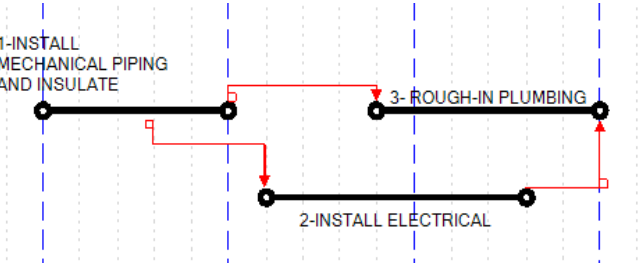 1-INSTALL
MECHANICAL PIPING
AND INSULATE
3- ROUGH-IN PLUMBING
2-INSTALL ELECTRICAL